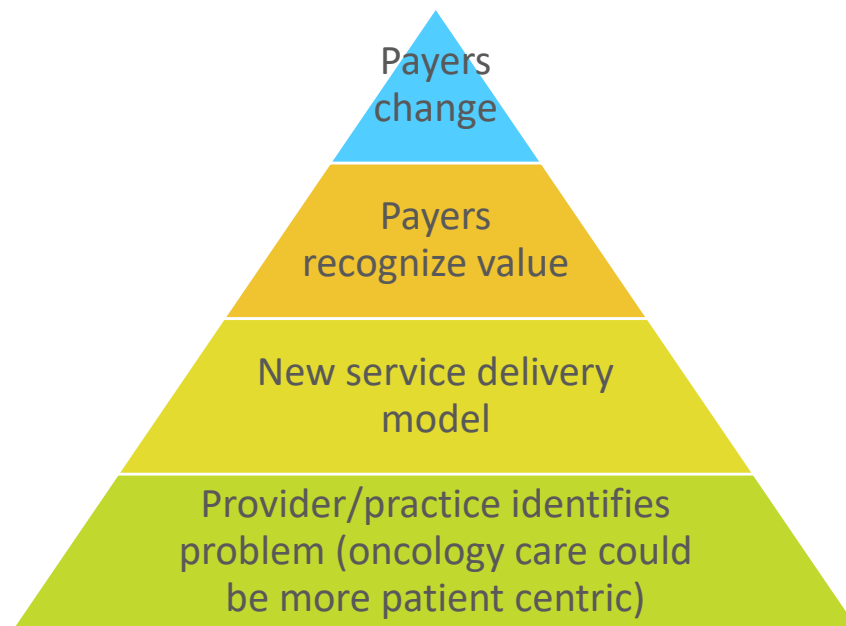 Payers
change
Payers
recognize value
New service delivery
model
Provider/practice identifies
problem (oncology care could
be more patient centric)